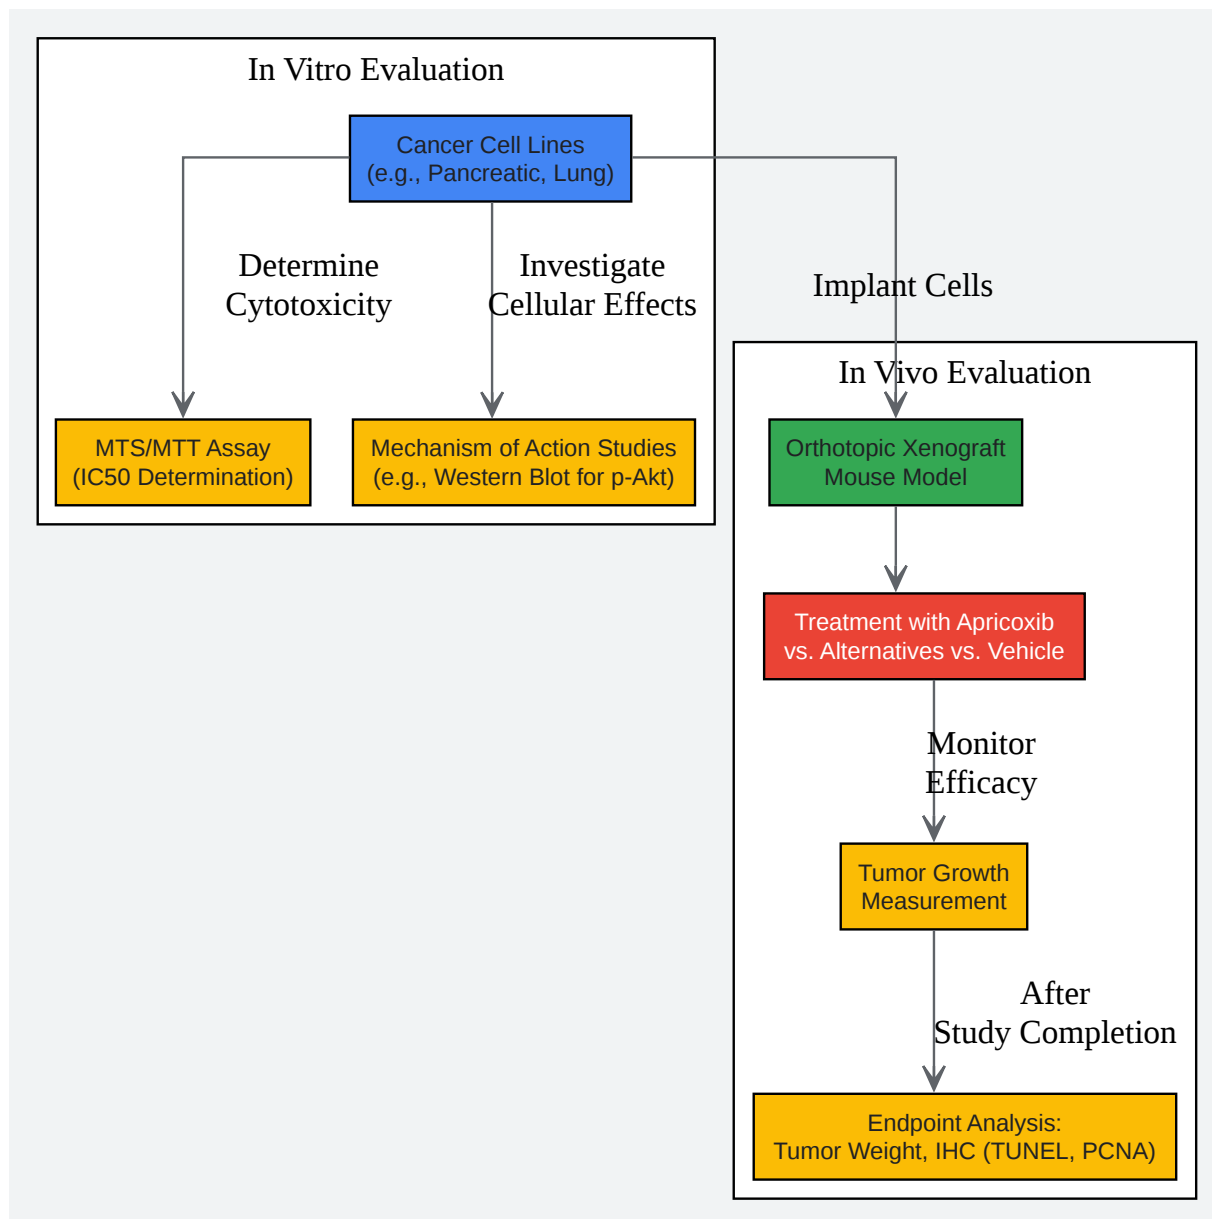 In Vitro Evaluation
Cancer Cell Lines
(e.g., Pancreatic, Lung)
Determine
Cytotoxicity
Investigate
Cellular Effects
Implant Cells
MTS/MTT Assay
(IC50 Determination)
Mechanism of Action Studies
(e.g., Western Blot for p-Akt)
In Vivo Evaluation
Orthotopic Xenograft
Mouse Model
Treatment with Apricoxib
vs. Alternatives vs. Vehicle
Monitor
Efficacy
Tumor Growth
Measurement
After
Study Completion
Endpoint Analysis:
Tumor Weight, IHC (TUNEL, PCNA)